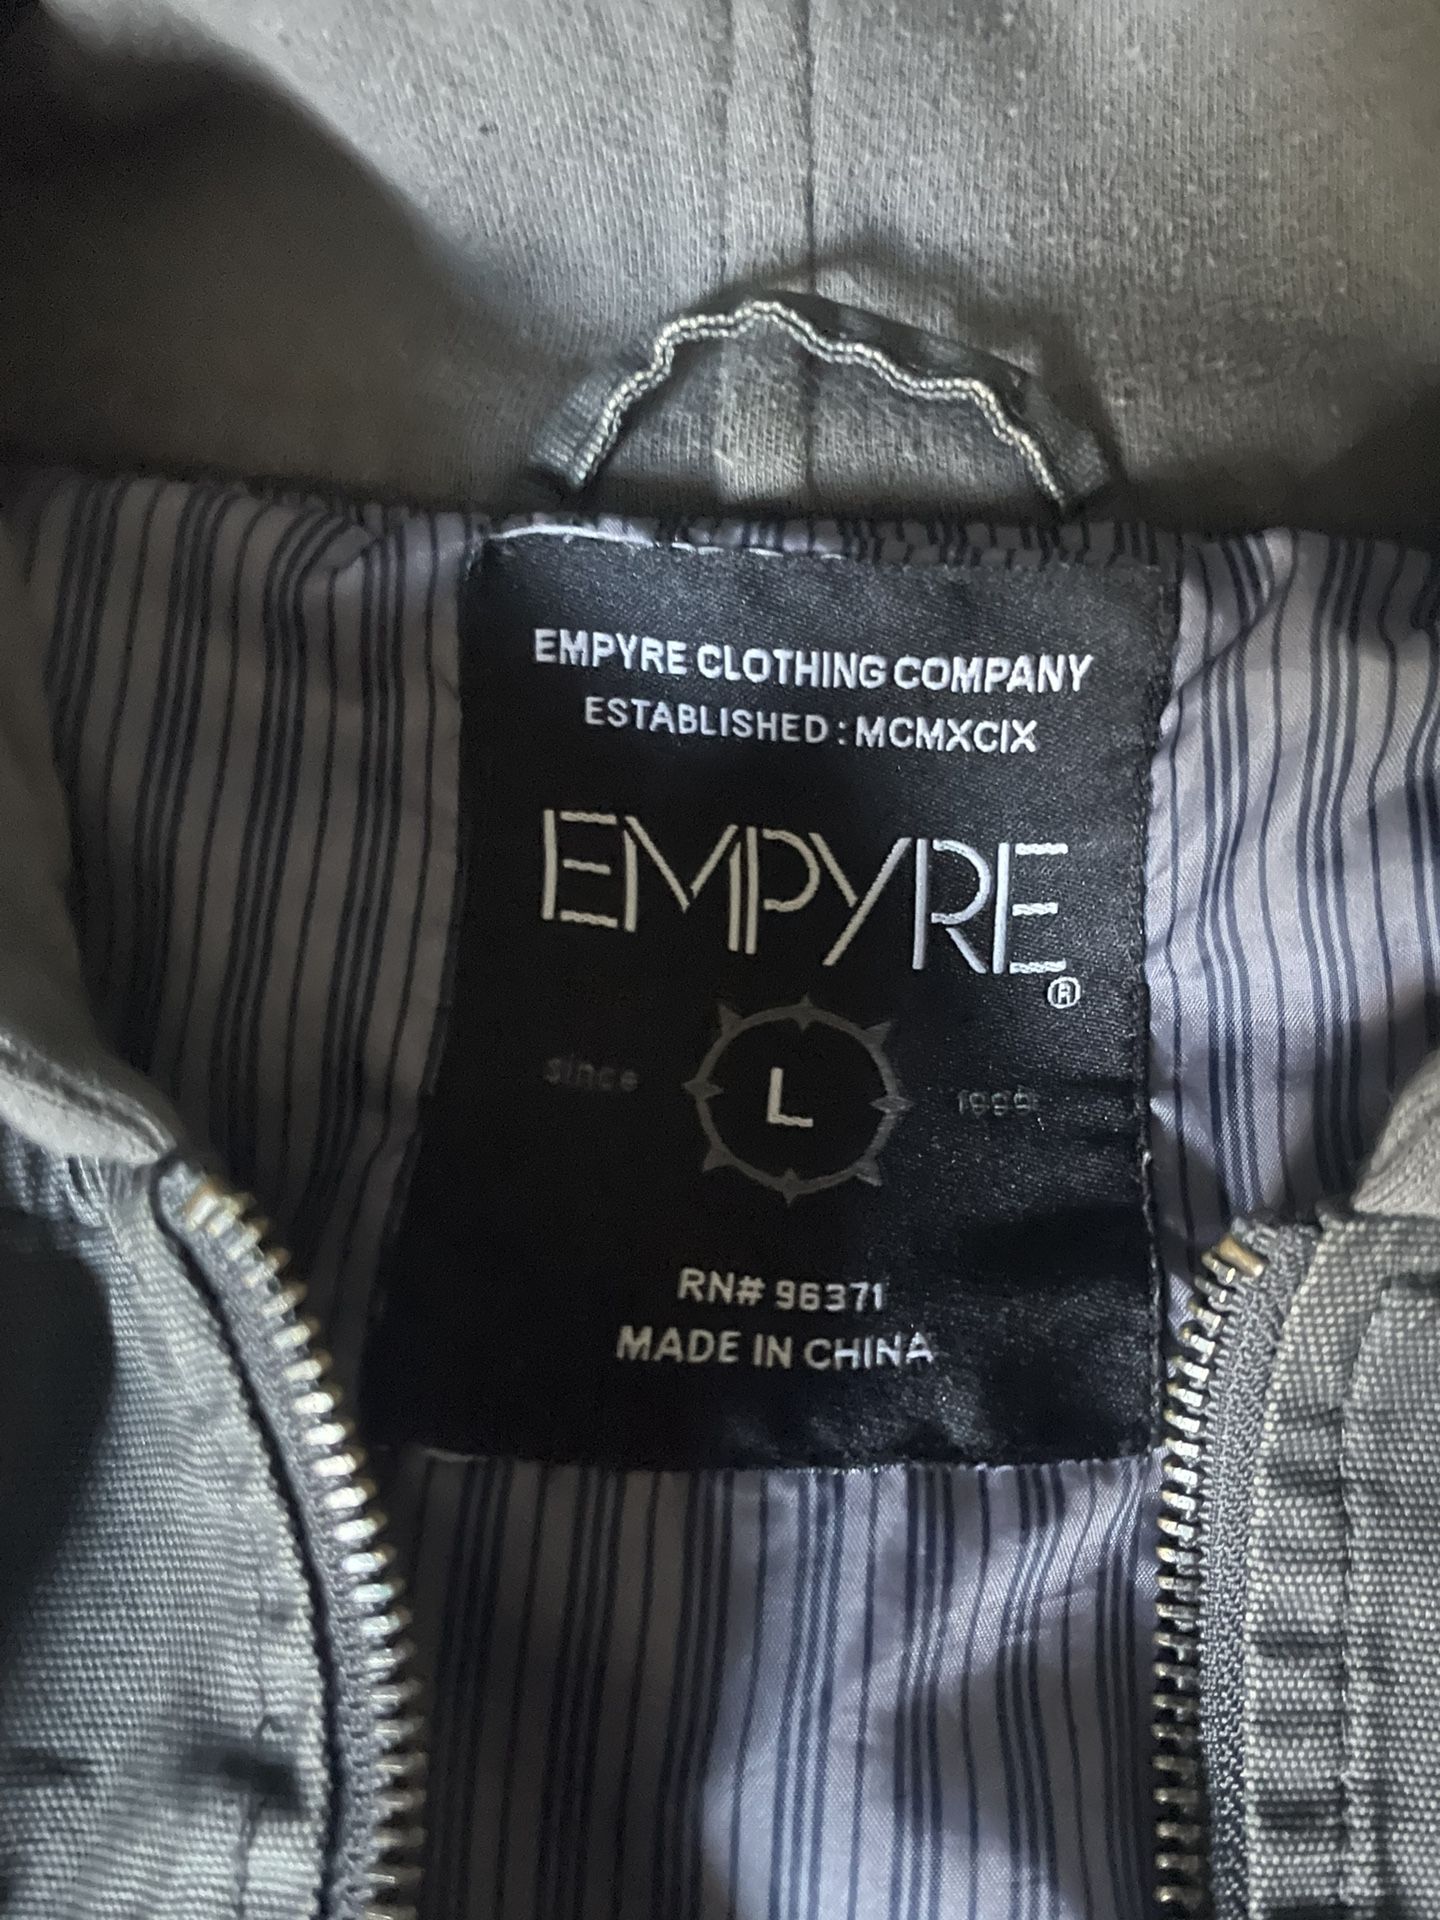 EMPYRE CLOTHING COMPANY
ESTABLISHED : MCMXCIX
EMPYRE®
since L 1999
RN# 96371
MADE IN CHINA